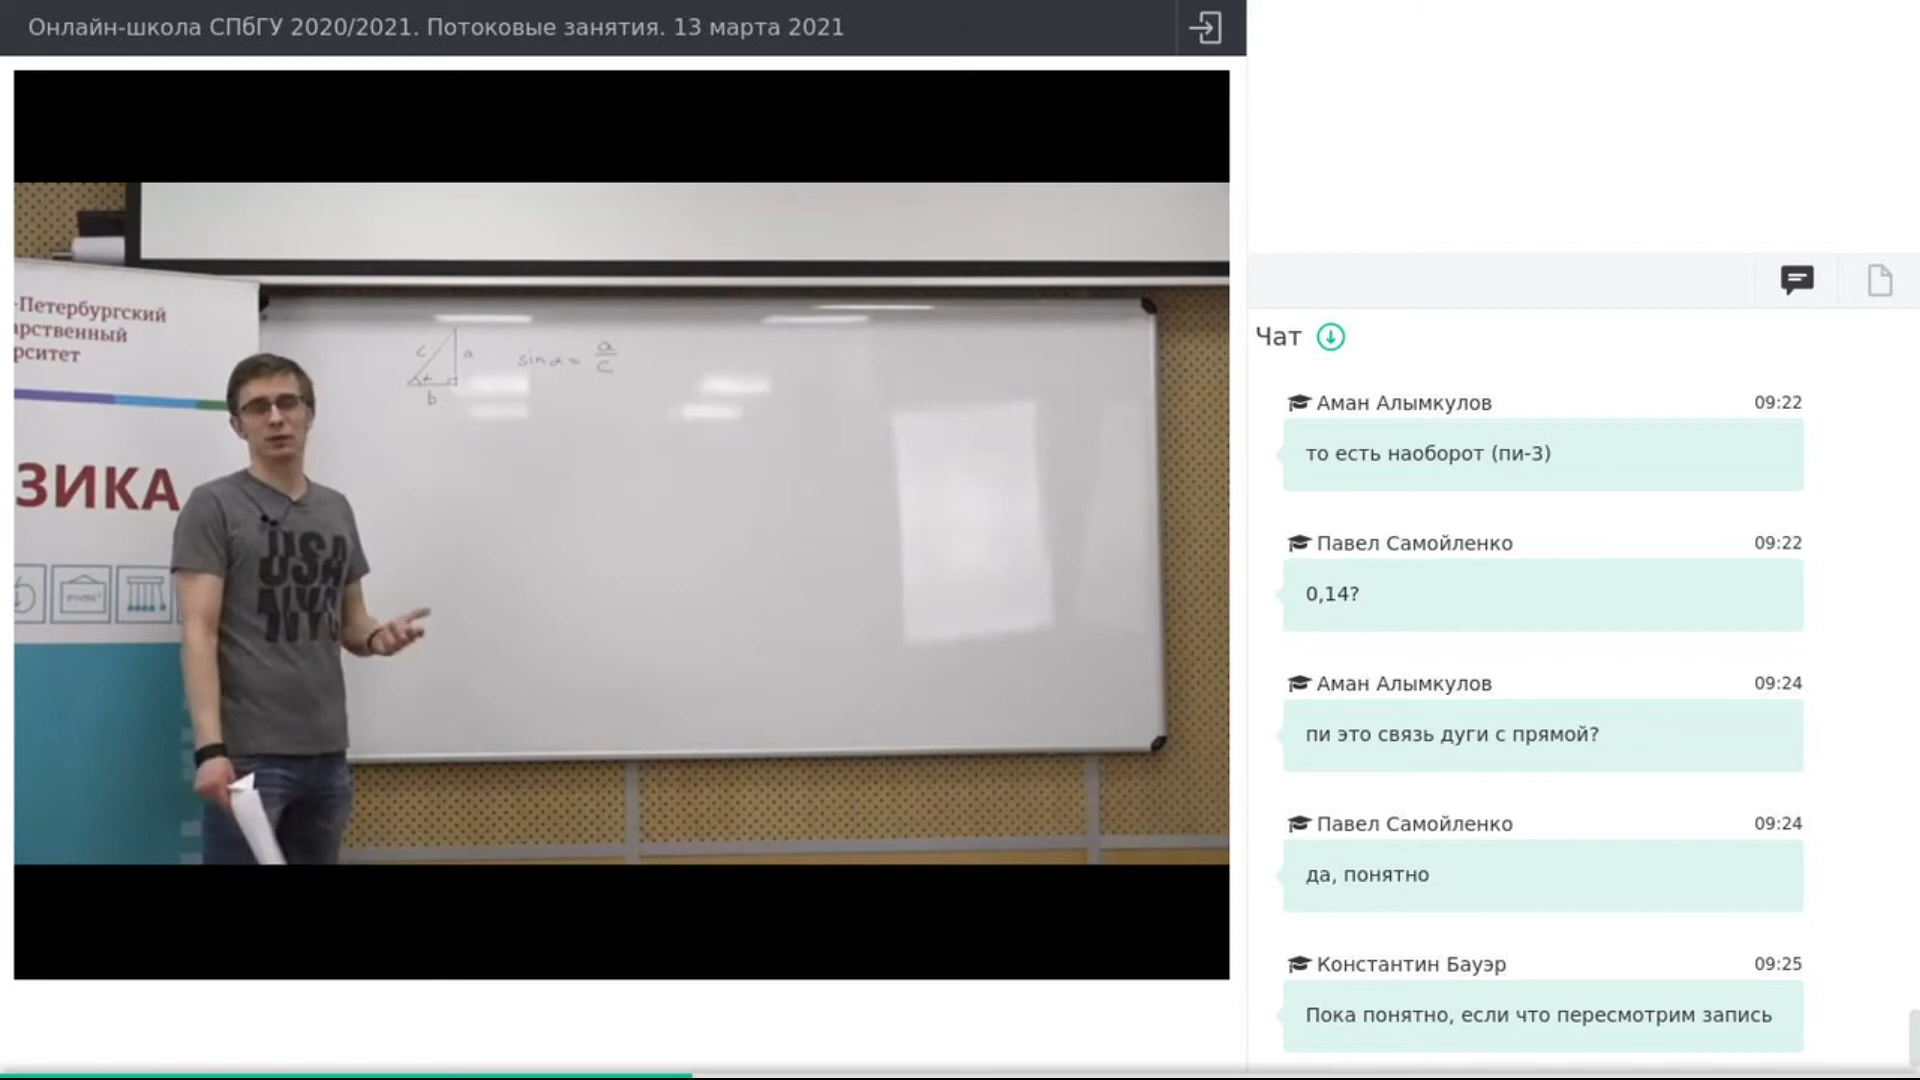 Онлайн-школа СПбГУ 2020/2021. Потоковые занятия. 13 марта 2021
-Петербургский
арственный
рситет
ЗИКА
USA
NYC
c
a
α
b
sin α = a/c
Чат
Аман Алымкулов 09:22
то есть наоборот (пи-3)
Павел Самойленко 09:22
0,14?
Аман Алымкулов 09:24
пи это связь дуги с прямой?
Павел Самойленко 09:24
да, понятно
Константин Бауэр 09:25
Пока понятно, если что пересмотрим запись